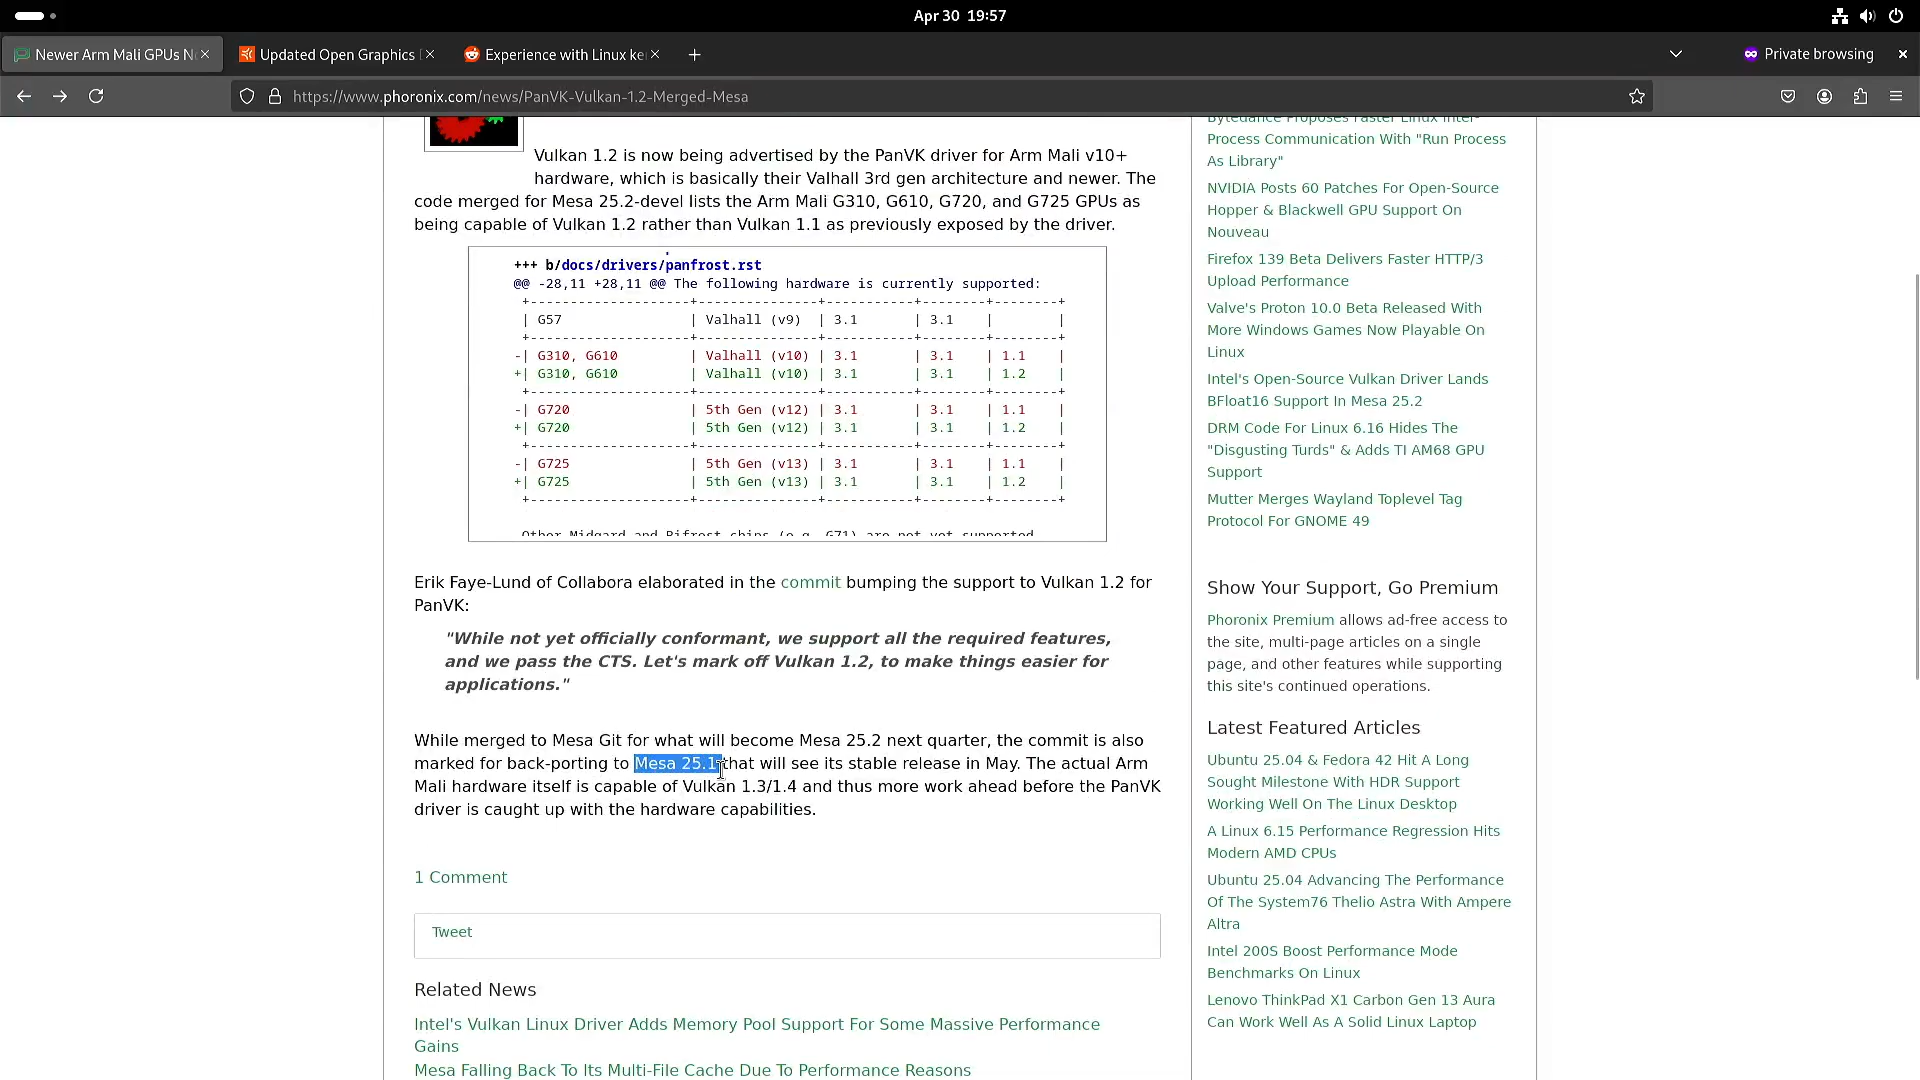 Apr 30 19:57
Newer Arm Mali GPUs N
Updated Open Graphics
Experience with Linux ke
Private browsing
https://www.phoronix.com/news/PanVK-Vulkan-1.2-Merged-Mesa
Vulkan 1.2 is now being advertised by the PanVK driver for Arm Mali v10+
hardware, which is basically their Valhall 3rd gen architecture and newer. The
code merged for Mesa 25.2-devel lists the Arm Mali G310, G610, G720, and G725 GPUs as
being capable of Vulkan 1.2 rather than Vulkan 1.1 as previously exposed by the driver.
+++ b/docs/drivers/panfrost.rst
@@ -28,11 +28,11 @@ The following hardware is currently supported:
+--------------------+---------------+-----------+--------+--------+
| G57 | Valhall (v9) | 3.1 | 3.1 | |
+--------------------+---------------+-----------+--------+--------+
-| G310, G610 | Valhall (v10) | 3.1 | 3.1 | 1.1 |
+| G310, G610 | Valhall (v10) | 3.1 | 3.1 | 1.2 |
+--------------------+---------------+-----------+--------+--------+
-| G720 | 5th Gen (v12) | 3.1 | 3.1 | 1.1 |
+| G720 | 5th Gen (v12) | 3.1 | 3.1 | 1.2 |
+--------------------+---------------+-----------+--------+--------+
-| G725 | 5th Gen (v13) | 3.1 | 3.1 | 1.1 |
+| G725 | 5th Gen (v13) | 3.1 | 3.1 | 1.2 |
+--------------------+---------------+-----------+--------+--------+
Other Midgard and Bifrost chips (e.g. G71) are not yet supported.
Erik Faye-Lund of Collabora elaborated in the commit bumping the support to Vulkan 1.2 for
PanVK:
"While not yet officially conformant, we support all the required features,
and we pass the CTS. Let's mark off Vulkan 1.2, to make things easier for
applications."
While merged to Mesa Git for what will become Mesa 25.2 next quarter, the commit is also
marked for back-porting to Mesa 25.1 that will see its stable release in May. The actual Arm
Mali hardware itself is capable of Vulkan 1.3/1.4 and thus more work ahead before the PanVK
driver is caught up with the hardware capabilities.
1 Comment
Tweet
Related News
Intel's Vulkan Linux Driver Adds Memory Pool Support For Some Massive Performance
Gains
Mesa Falling Back To Its Multi-File Cache Due To Performance Reasons
Bytedance Proposes Faster Linux Inter-
Process Communication With "Run Process
As Library"
NVIDIA Posts 60 Patches For Open-Source
Hopper & Blackwell GPU Support On
Nouveau
Firefox 139 Beta Delivers Faster HTTP/3
Upload Performance
Valve's Proton 10.0 Beta Released With
More Windows Games Now Playable On
Linux
Intel's Open-Source Vulkan Driver Lands
BFloat16 Support In Mesa 25.2
DRM Code For Linux 6.16 Hides The
"Disgusting Turds" & Adds TI AM68 GPU
Support
Mutter Merges Wayland Toplevel Tag
Protocol For GNOME 49
Show Your Support, Go Premium
Phoronix Premium allows ad-free access to
the site, multi-page articles on a single
page, and other features while supporting
this site's continued operations.
Latest Featured Articles
Ubuntu 25.04 & Fedora 42 Hit A Long
Sought Milestone With HDR Support
Working Well On The Linux Desktop
A Linux 6.15 Performance Regression Hits
Modern AMD CPUs
Ubuntu 25.04 Advancing The Performance
Of The System76 Thelio Astra With Ampere
Altra
Intel 200S Boost Performance Mode
Benchmarks On Linux
Lenovo ThinkPad X1 Carbon Gen 13 Aura
Can Work Well As A Solid Linux Laptop